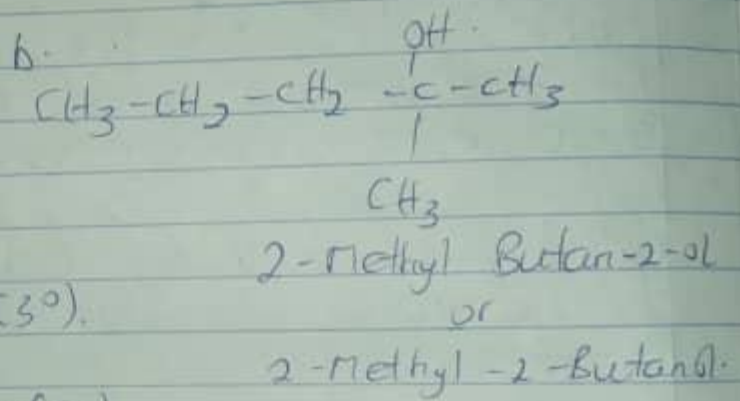 b.
OH
CH3-CH2-CH2-C-CH3
CH3
2-Methyl Butan-2-ol
(3°).
or
2-Methyl-2-Butanol.